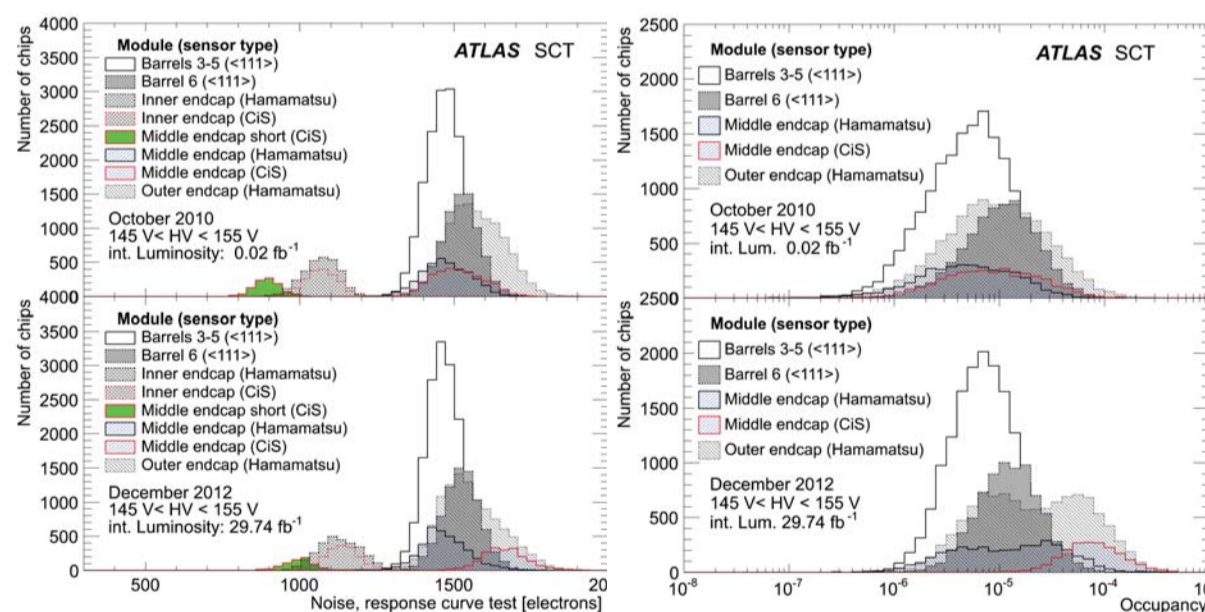 Number of chips
4000
3500
3000
2500
2000
1500
1000
500
Module (sensor type)
Barrels 3-5 (<111>)
Barrel 6 (<111>)
Inner endcap (Hamamatsu)
Inner endcap (CiS)
Middle endcap short (CiS)
Middle endcap (Hamamatsu)
Middle endcap (CiS)
Outer endcap (Hamamatsu)
October 2010
145 V< HV < 155 V
int. Luminosity: 0.02 fb-1
ATLAS SCT
Number of chips
4000
3500
3000
2500
2000
1500
1000
500
0
Module (sensor type)
Barrels 3-5 (<111>)
Barrel 6 (<111>)
Inner endcap (Hamamatsu)
Inner endcap (CiS)
Middle endcap short (CiS)
Middle endcap (Hamamatsu)
Middle endcap (CiS)
Outer endcap (Hamamatsu)
December 2012
145 V< HV < 155 V
int. Luminosity: 29.74 fb-1
500 1000 1500
Noise, response curve test [electrons]
Number of chips
2500
2000
1500
1000
500
Module (sensor type)
Barrels 3-5 (<111>)
Barrel 6 (<111>)
Middle endcap (Hamamatsu)
Middle endcap (CiS)
Outer endcap (Hamamatsu)
October 2010
145 V< HV < 155 V
int. Lum. 0.02 fb-1
ATLAS SCT
Number of chips
2500
2000
1500
1000
500
0
Module (sensor type)
Barrels 3-5 (<111>)
Barrel 6 (<111>)
Middle endcap (Hamamatsu)
Middle endcap (CiS)
Outer endcap (Hamamatsu)
December 2012
145 V< HV < 155 V
int. Lum. 29.74 fb-1
10-8 10-7 10-6 10-5 10-4
Occupancy